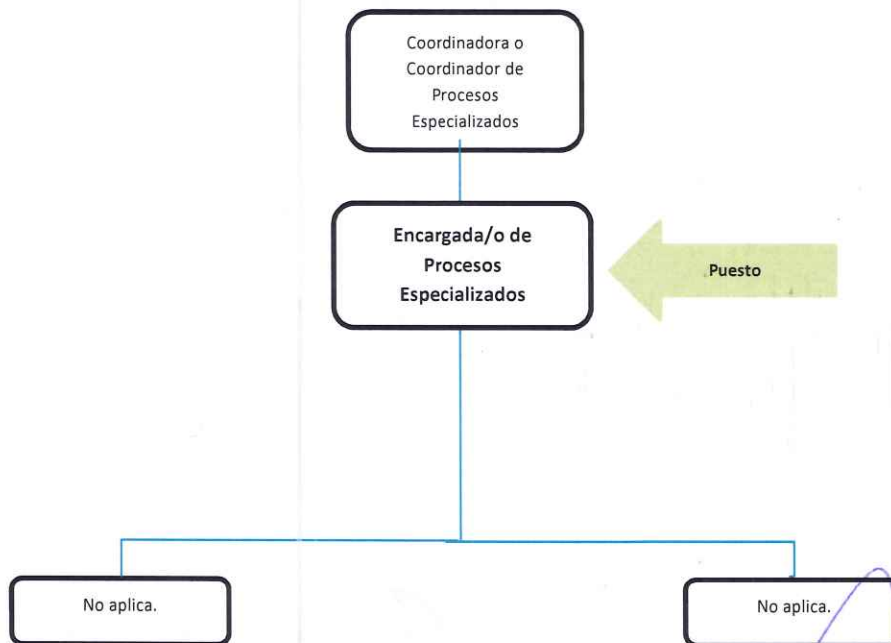 Coordinadora o
Coordinador de
Procesos
Especializados
Encargada/o de
Procesos
Especializados
Puesto
No aplica.
No aplica.